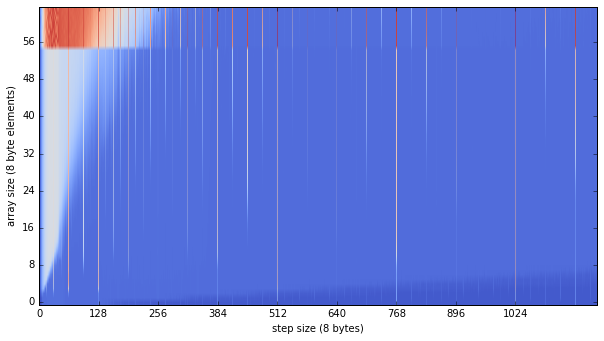 56
48
40
32
24
16
8
0
array size (8 byte elements)
0 128 256 384 512 640 768 896 1024
step size (8 bytes)